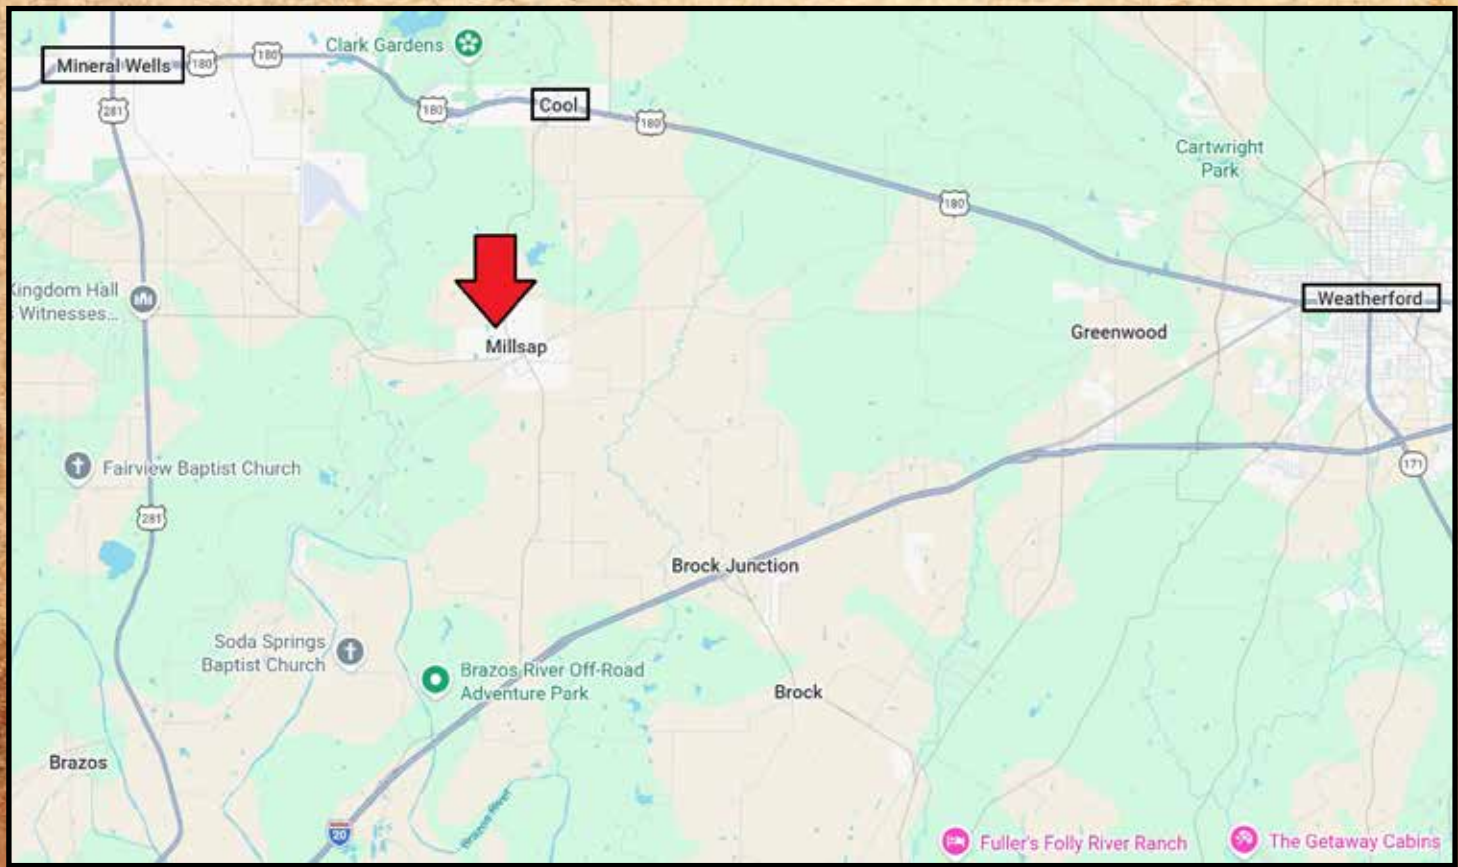 Clark Gardens
Mineral Wells
180
180
281
180
Cool
180
Cartwright
Park
180
Kingdom Hall
Witnesses...
Weatherford
Greenwood
Millsap
Fairview Baptist Church
171
281
Brock Junction
Soda Springs
Baptist Church
Brazos River Off-Road
Adventure Park
Brock
Brazos
Brazos River
20
Fuller's Folly River Ranch
The Getaway Cabins